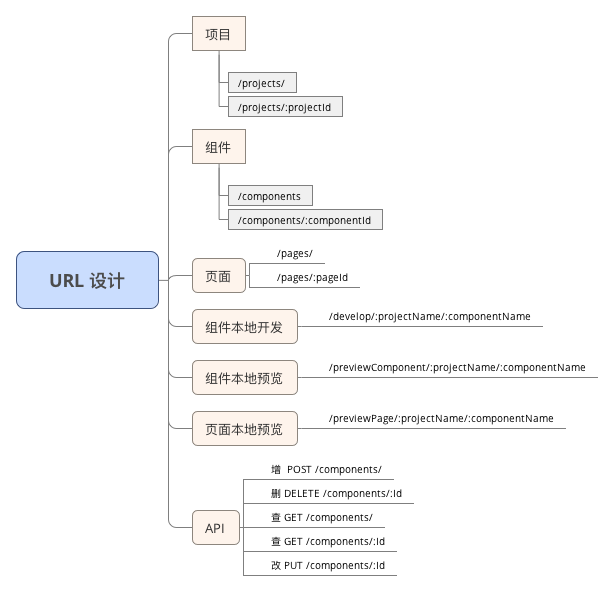 项目
/projects/
/projects/:projectId
组件
/components
/components/:componentId
URL 设计
页面
/pages/
/pages/:pageId
组件本地开发
/develop/:projectName/:componentName
组件本地预览
/previewComponent/:projectName/:componentName
页面本地预览
/previewPage/:projectName/:componentName
API
增 POST /components/
删 DELETE /components/:Id
查 GET /components/
查 GET /components/:Id
改 PUT /components/:Id